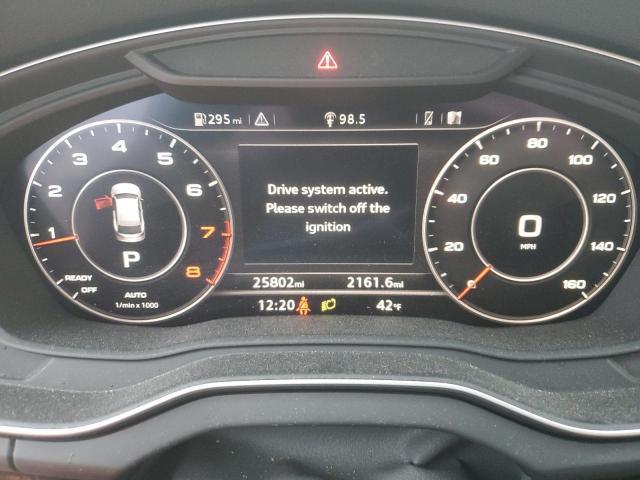 295 mi 98.5
1 2 3 4 5 6 7 8
READY
OFF
P
AUTO
1/min x 1000
Drive system active.
Please switch off the
ignition
0 20 40 60 80 100 120 140 160
0
MPH
25802mi 2161.6mi
12:20 42°F